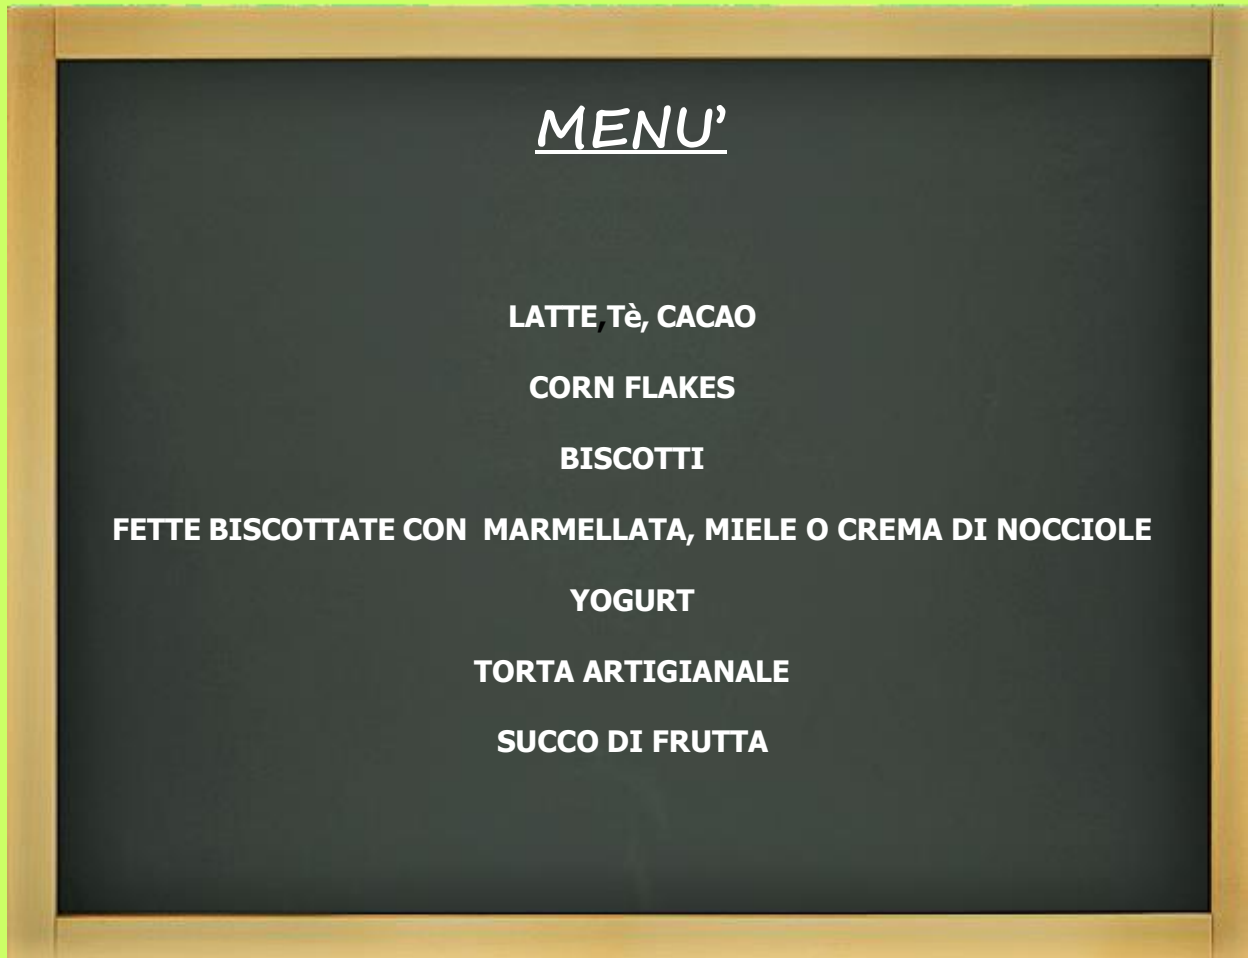 MENU’
LATTE,Tè, CACAO
CORN FLAKES
BISCOTTI
FETTE BISCOTTATE CON MARMELLATA, MIELE O CREMA DI NOCCIOLE
YOGURT
TORTA ARTIGIANALE
SUCCO DI FRUTTA